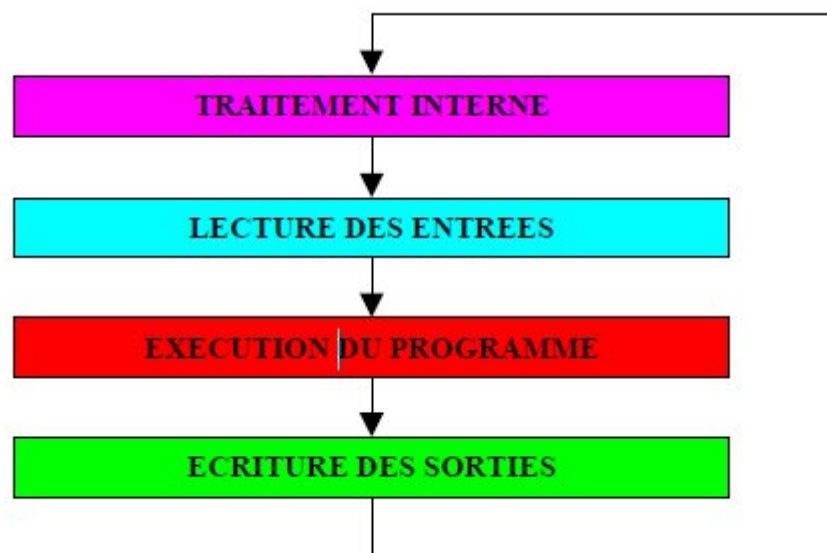 TRAITEMENT INTERNE
LECTURE DES ENTREES
EXECUTION DU PROGRAMME
ECRITURE DES SORTIES